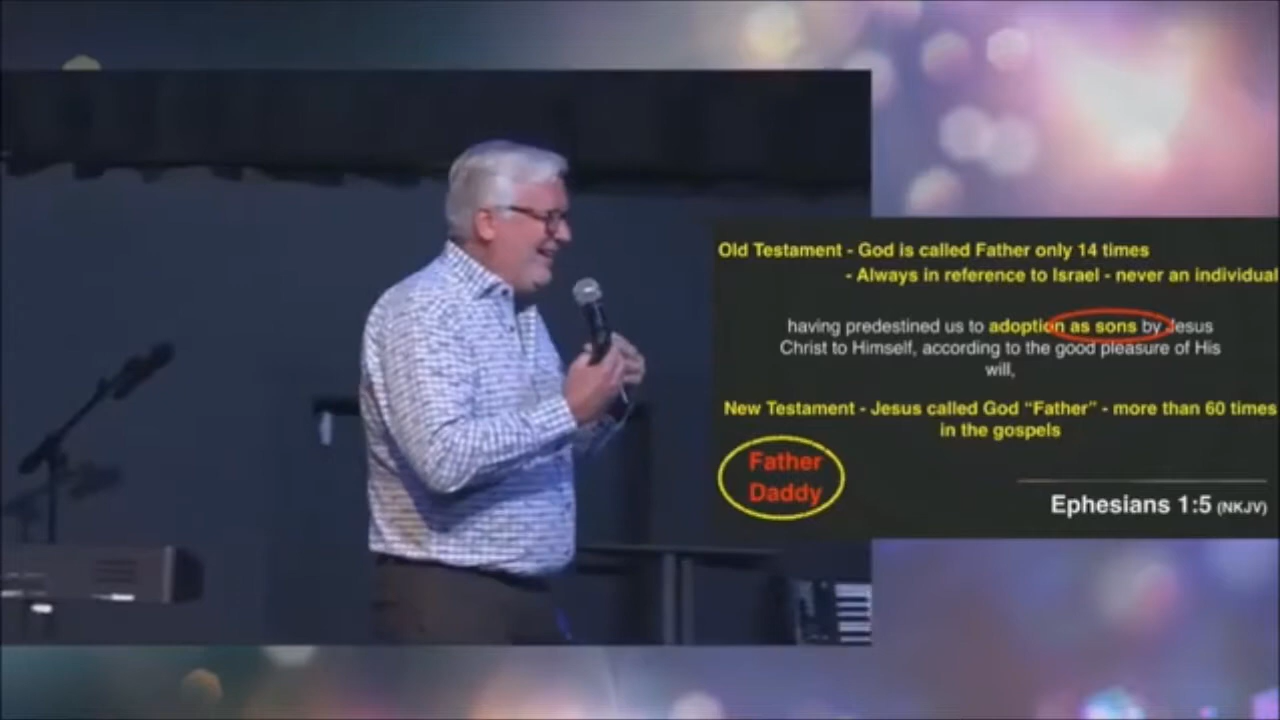 Old Testament - God is called Father only 14 times
- Always in reference to Israel - never an individual
having predestined us to adoption as sons by Jesus
Christ to Himself, according to the good pleasure of His
will,
New Testament - Jesus called God “Father” - more than 60 times
in the gospels
Father
Daddy
Ephesians 1:5 (NKJV)